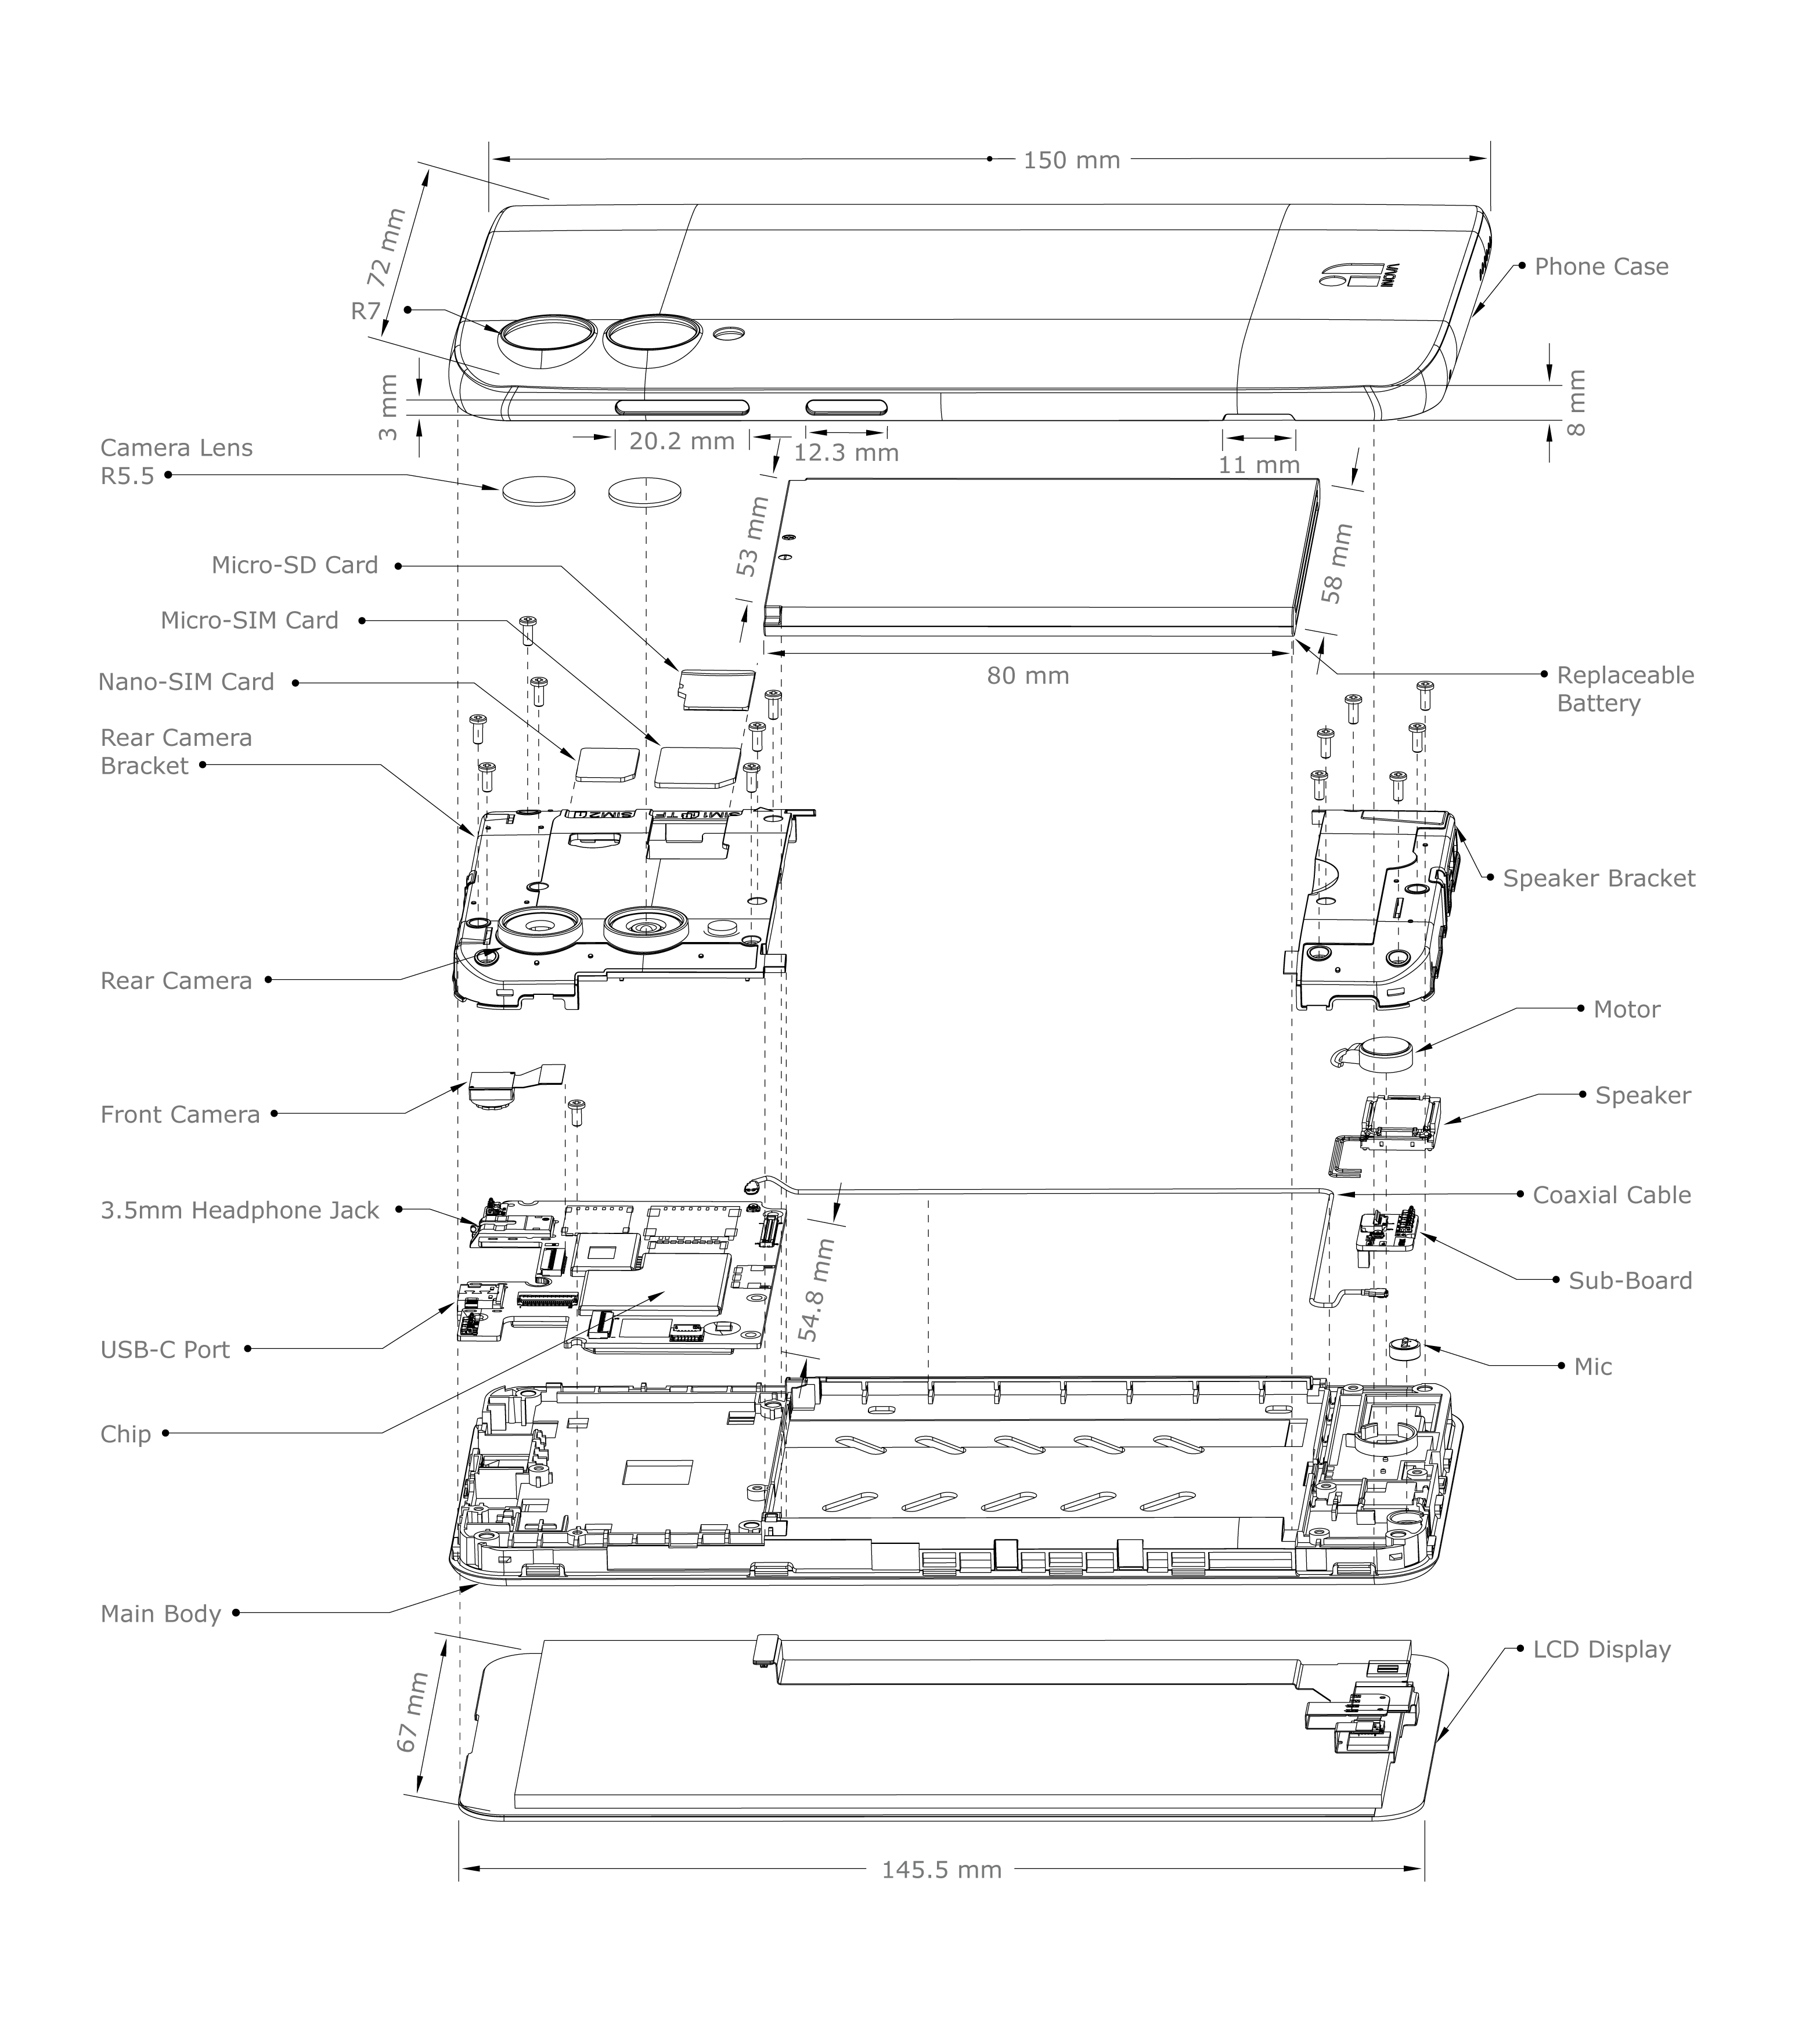 150 mm
72 mm
Phone Case
R7
3 mm
8 mm
20.2 mm
12.3 mm
11 mm
Camera Lens
R5.5
53 mm
58 mm
Micro-SD Card
Micro-SIM Card
80 mm
Nano-SIM Card
Replaceable
Battery
Rear Camera
Bracket
SIM2
SIM1
TF
Speaker Bracket
Rear Camera
Motor
Speaker
Front Camera
Coaxial Cable
3.5mm Headphone Jack
54.8 mm
Sub-Board
USB-C Port
Mic
Chip
Main Body
LCD Display
67 mm
145.5 mm